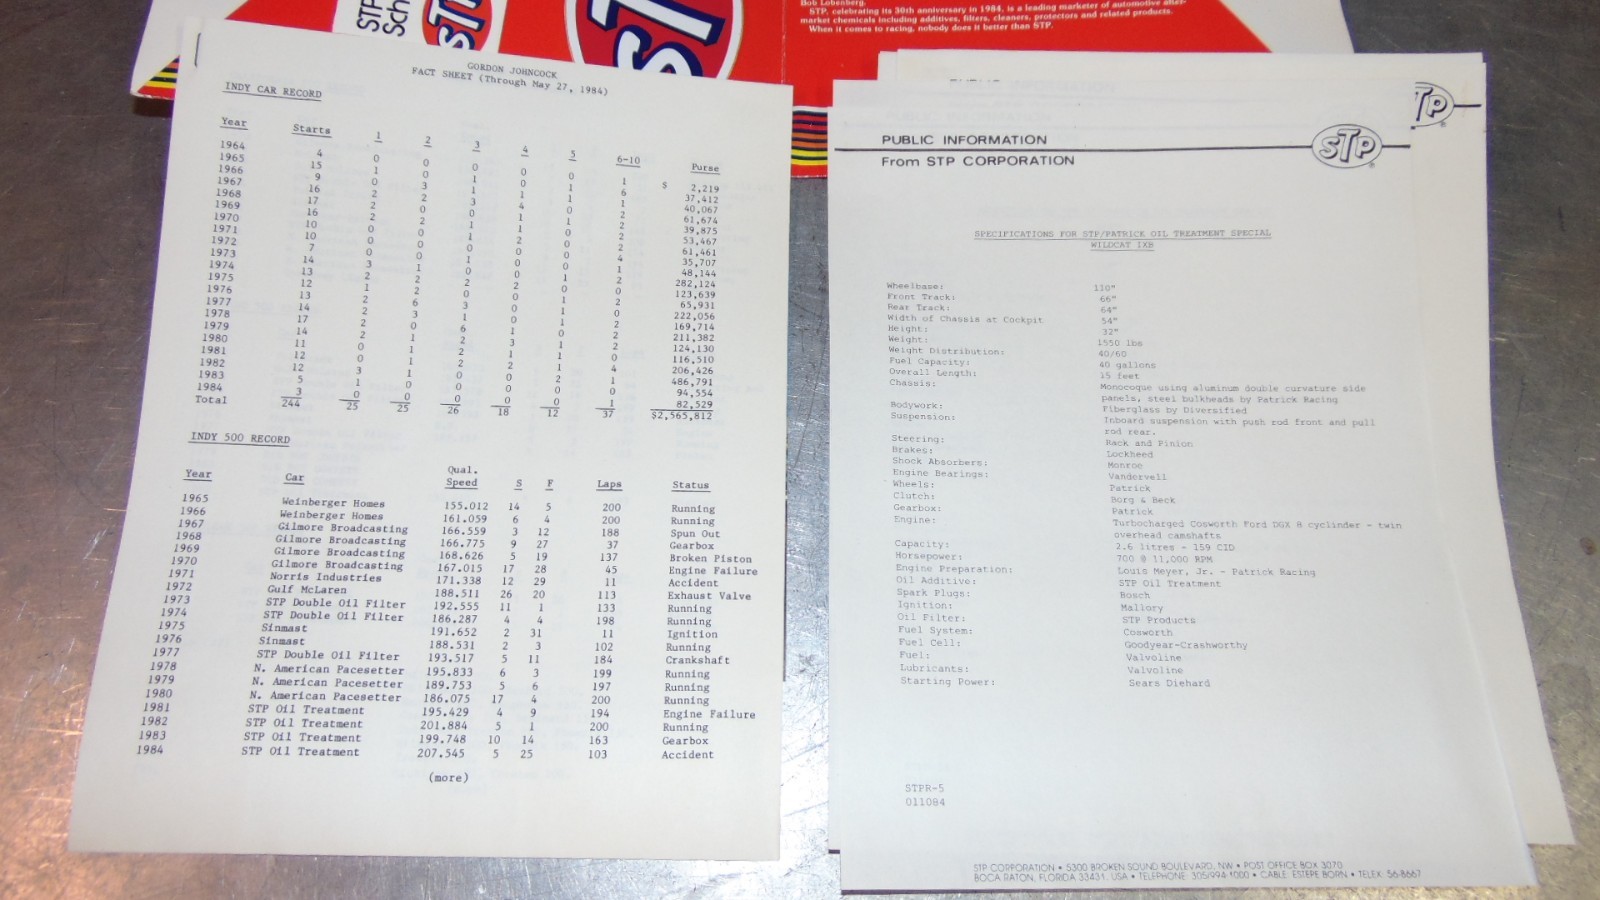 STP
Sch
STP
STP
Bob Lobenberg.
STP, celebrating its 30th anniversary in 1984, is a leading marketer of automotive after-
market chemicals including additives, filters, cleaners, protectors and related products.
When it comes to racing, nobody does it better than STP.
GORDON JOHNCOCK
FACT SHEET (Through May 27, 1984)
INDY CAR RECORD
Year Starts 1 2 3 4 5 6-10 Purse
1964 4 0 0 0 0 0 1 $ 2,219
1965 15 1 0 1 0 1 6 37,412
1966 9 0 3 1 1 1 1 40,067
1967 16 2 2 3 4 0 2 61,674
1968 17 2 0 0 1 1 2 39,875
1969 16 2 2 1 1 0 2 53,467
1970 10 0 0 1 2 0 2 61,461
1971 10 0 0 0 0 0 4 35,707
1972 7 0 0 1 0 0 1 48,144
1973 14 3 1 0 0 1 2 282,124
1974 13 2 2 2 2 0 0 123,639
1975 12 1 2 0 0 1 2 65,931
1976 13 2 6 3 0 1 0 222,056
1977 14 2 3 1 0 1 2 169,714
1978 17 2 0 6 1 0 2 211,382
1979 14 2 1 2 3 1 2 124,130
1980 11 0 1 2 1 1 0 116,510
1981 12 0 1 2 2 1 4 206,426
1982 12 3 1 0 0 2 1 486,791
1983 5 1 0 0 0 0 0 94,554
1984 3 0 0 0 0 0 1 82,529
Total 244 25 25 26 18 12 37 $2,565,812
INDY 500 RECORD
Year Car Qual. Speed S F Laps Status
1965 Weinberger Homes 155.012 14 5 200 Running
1966 Weinberger Homes 161.059 6 4 200 Running
1967 Gilmore Broadcasting 166.559 3 12 188 Spun Out
1968 Gilmore Broadcasting 166.775 9 27 37 Gearbox
1969 Gilmore Broadcasting 168.626 5 19 137 Broken Piston
1970 Gilmore Broadcasting 167.015 17 28 45 Engine Failure
1971 Norris Industries 171.338 12 29 11 Accident
1972 Gulf McLaren 188.511 26 20 113 Exhaust Valve
1973 STP Double Oil Filter 192.555 11 1 133 Running
1974 STP Double Oil Filter 186.287 4 4 198 Running
1975 Sinmast 191.652 2 31 11 Ignition
1976 Sinmast 188.531 2 3 102 Running
1977 STP Double Oil Filter 193.517 5 11 184 Crankshaft
1978 N. American Pacesetter 195.833 6 3 199 Running
1979 N. American Pacesetter 189.753 5 6 197 Running
1980 N. American Pacesetter 186.075 17 4 200 Running
1981 STP Oil Treatment 195.429 4 9 194 Engine Failure
1982 STP Oil Treatment 201.884 5 1 200 Running
1983 STP Oil Treatment 199.748 10 14 163 Gearbox
1984 STP Oil Treatment 207.545 5 25 103 Accident
(more)
STP
PUBLIC INFORMATION
From STP CORPORATION
STP
SPECIFICATIONS FOR STP/PATRICK OIL TREATMENT SPECIAL
WILDCAT IXB
Wheelbase: 110"
Front Track: 66"
Rear Track: 64"
Width of Chassis at Cockpit 54"
Height: 32"
Weight: 1550 lbs
Weight Distribution: 40/60
Fuel Capacity: 40 gallons
Overall Length: 15 feet
Chassis: Monocoque using aluminum double curvature side
panels, steel bulkheads by Patrick Racing
Bodywork: Fiberglass by Diversified
Suspension: Inboard suspension with push rod front and pull
rod rear.
Steering: Rack and Pinion
Brakes: Lockheed
Shock Absorbers: Monroe
Engine Bearings: Vandervell
Wheels: Patrick
Clutch: Borg & Beck
Gearbox: Patrick
Engine: Turbocharged Cosworth Ford DGX 8 cyclinder - twin
overhead camshafts
Capacity: 2.6 litres - 159 CID
Horsepower: 700 @ 11,000 RPM
Engine Preparation: Louis Meyer, Jr. - Patrick Racing
Oil Additive: STP Oil Treatment
Spark Plugs: Bosch
Ignition: Mallory
Oil Filter: STP Products
Fuel System: Cosworth
Fuel Cell: Goodyear-Crashworthy
Fuel: Valvoline
Lubricants: Valvoline
Starting Power: Sears Diehard
STPR-5
011084
STP CORPORATION • 5300 BROKEN SOUND BOULEVARD, NW • POST OFFICE BOX 3070
BOCA RATON, FLORIDA 33431, USA • TELEPHONE: 305/994-1000 • CABLE: ESTEPE BORN • TELEX: 56-8667